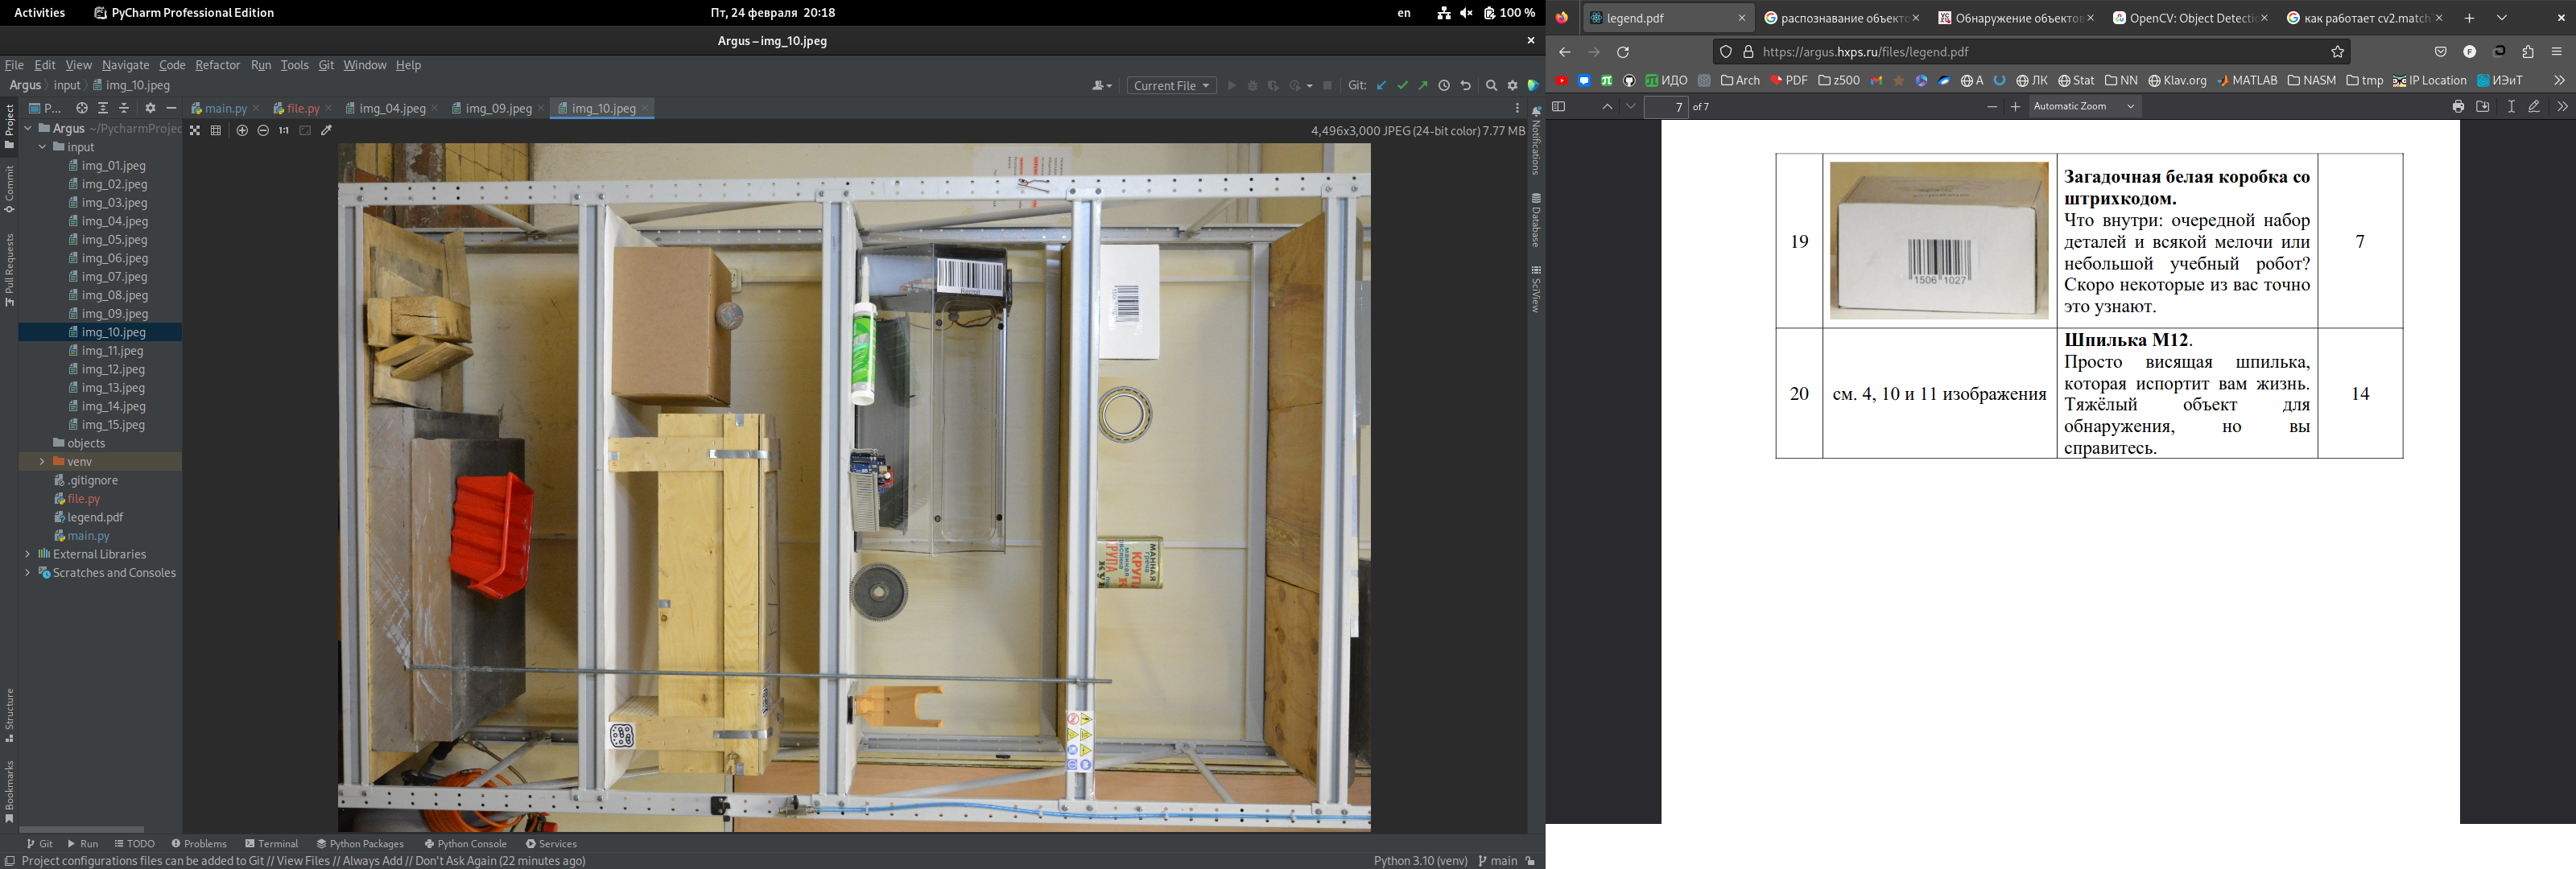 Activities
PyCharm Professional Edition
Пт, 24 февраля 20:18
en
100 %
Argus – img_10.jpeg
File Edit View Navigate Code Refactor Run Tools Git Window Help
Argus input img_10.jpeg
Current File
Git:
P...
main.py
file.py
img_04.jpeg
img_09.jpeg
img_10.jpeg
1:1
4,496x3,000 JPEG (24-bit color) 7.77 MB
Project
Commit
Pull Requests
Structure
Bookmarks
Argus ~/PycharmProjec
input
img_01.jpeg
img_02.jpeg
img_03.jpeg
img_04.jpeg
img_05.jpeg
img_06.jpeg
img_07.jpeg
img_08.jpeg
img_09.jpeg
img_10.jpeg
img_11.jpeg
img_12.jpeg
img_13.jpeg
img_14.jpeg
img_15.jpeg
objects
venv
.gitignore
file.py
legend.pdf
main.py
External Libraries
Scratches and Consoles
МАННАЯ
КРУПА
Notifications
Database
SciView
Git
Run
TODO
Problems
Terminal
Python Packages
Python Console
Services
Project configurations files can be added to Git // View Files // Always Add // Don't Ask Again (22 minutes ago)
Python 3.10 (venv)
main
legend.pdf
распознавание объекто
Обнаружение объектов
OpenCV: Object Detectio
как работает cv2.match
https://argus.hxps.ru/files/legend.pdf
ИДО
Arch
PDF
z500
A
ЛК
Stat
NN
Klav.org
MATLAB
NASM
tmp
IP Location
ИЭиТ
7 of 7
Automatic Zoom
19
1506 1027
Загадочная белая коробка со
штрихкодом.
Что внутри: очередной набор
деталей и всякой мелочи или
небольшой учебный робот?
Скоро некоторые из вас точно
это узнают.
7
20
см. 4, 10 и 11 изображения
Шпилька М12.
Просто висящая шпилька,
которая испортит вам жизнь.
Тяжёлый объект для
обнаружения, но вы
справитесь.
14